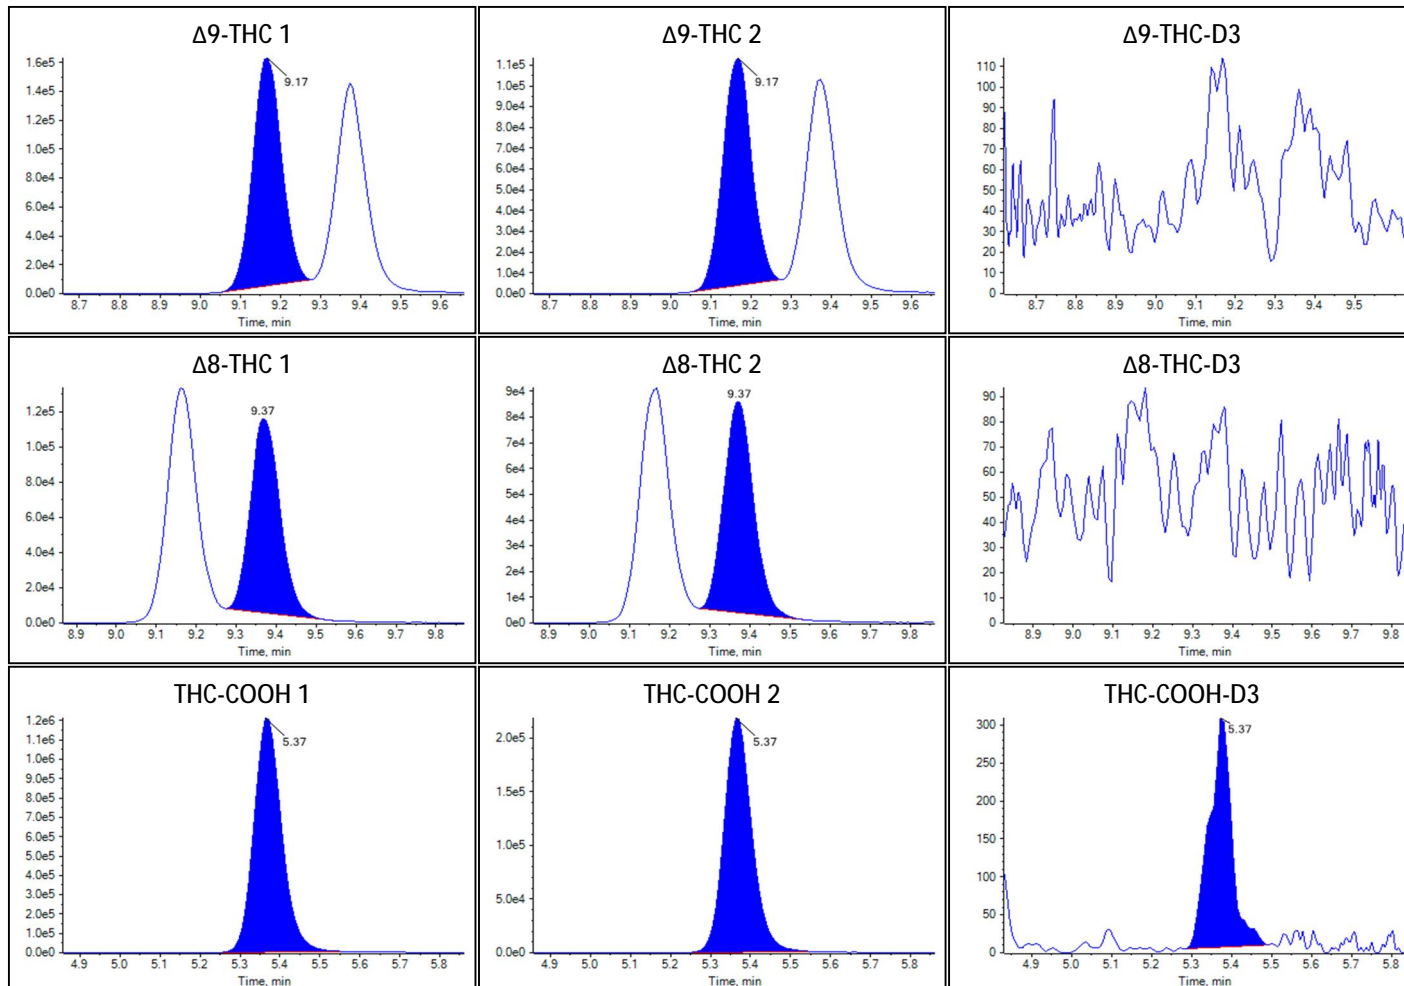 Δ9-THC 1
1.6e5
1.4e5
1.2e5
1.0e5
8.0e4
6.0e4
4.0e4
2.0e4
0.0e0
9.17
8.7 8.8 8.9 9.0 9.1 9.2 9.3 9.4 9.5 9.6
Time, min
Δ9-THC 2
1.1e5
1.0e5
9.0e4
8.0e4
7.0e4
6.0e4
5.0e4
4.0e4
3.0e4
2.0e4
1.0e4
0.0e0
9.17
8.7 8.8 8.9 9.0 9.1 9.2 9.3 9.4 9.5 9.6
Time, min
Δ9-THC-D3
110
100
90
80
70
60
50
40
30
20
10
0
8.7 8.8 8.9 9.0 9.1 9.2 9.3 9.4 9.5
Time, min
Δ8-THC 1
1.2e5
1.0e5
8.0e4
6.0e4
4.0e4
2.0e4
0.0e0
9.37
8.9 9.0 9.1 9.2 9.3 9.4 9.5 9.6 9.7 9.8
Time, min
Δ8-THC 2
9e4
8e4
7e4
6e4
5e4
4e4
3e4
2e4
1e4
0e0
9.37
8.9 9.0 9.1 9.2 9.3 9.4 9.5 9.6 9.7 9.8
Time, min
Δ8-THC-D3
90
80
70
60
50
40
30
20
10
0
8.9 9.0 9.1 9.2 9.3 9.4 9.5 9.6 9.7 9.8
Time, min
THC-COOH 1
1.2e6
1.1e6
1.0e6
9.0e5
8.0e5
7.0e5
6.0e5
5.0e5
4.0e5
3.0e5
2.0e5
1.0e5
0.0e0
5.37
4.9 5.0 5.1 5.2 5.3 5.4 5.5 5.6 5.7 5.8
Time, min
THC-COOH 2
2.0e5
1.5e5
1.0e5
5.0e4
0.0e0
5.37
4.9 5.0 5.1 5.2 5.3 5.4 5.5 5.6 5.7 5.8
Time, min
THC-COOH-D3
300
250
200
150
100
50
0
5.37
4.9 5.0 5.1 5.2 5.3 5.4 5.5 5.6 5.7 5.8
Time, min